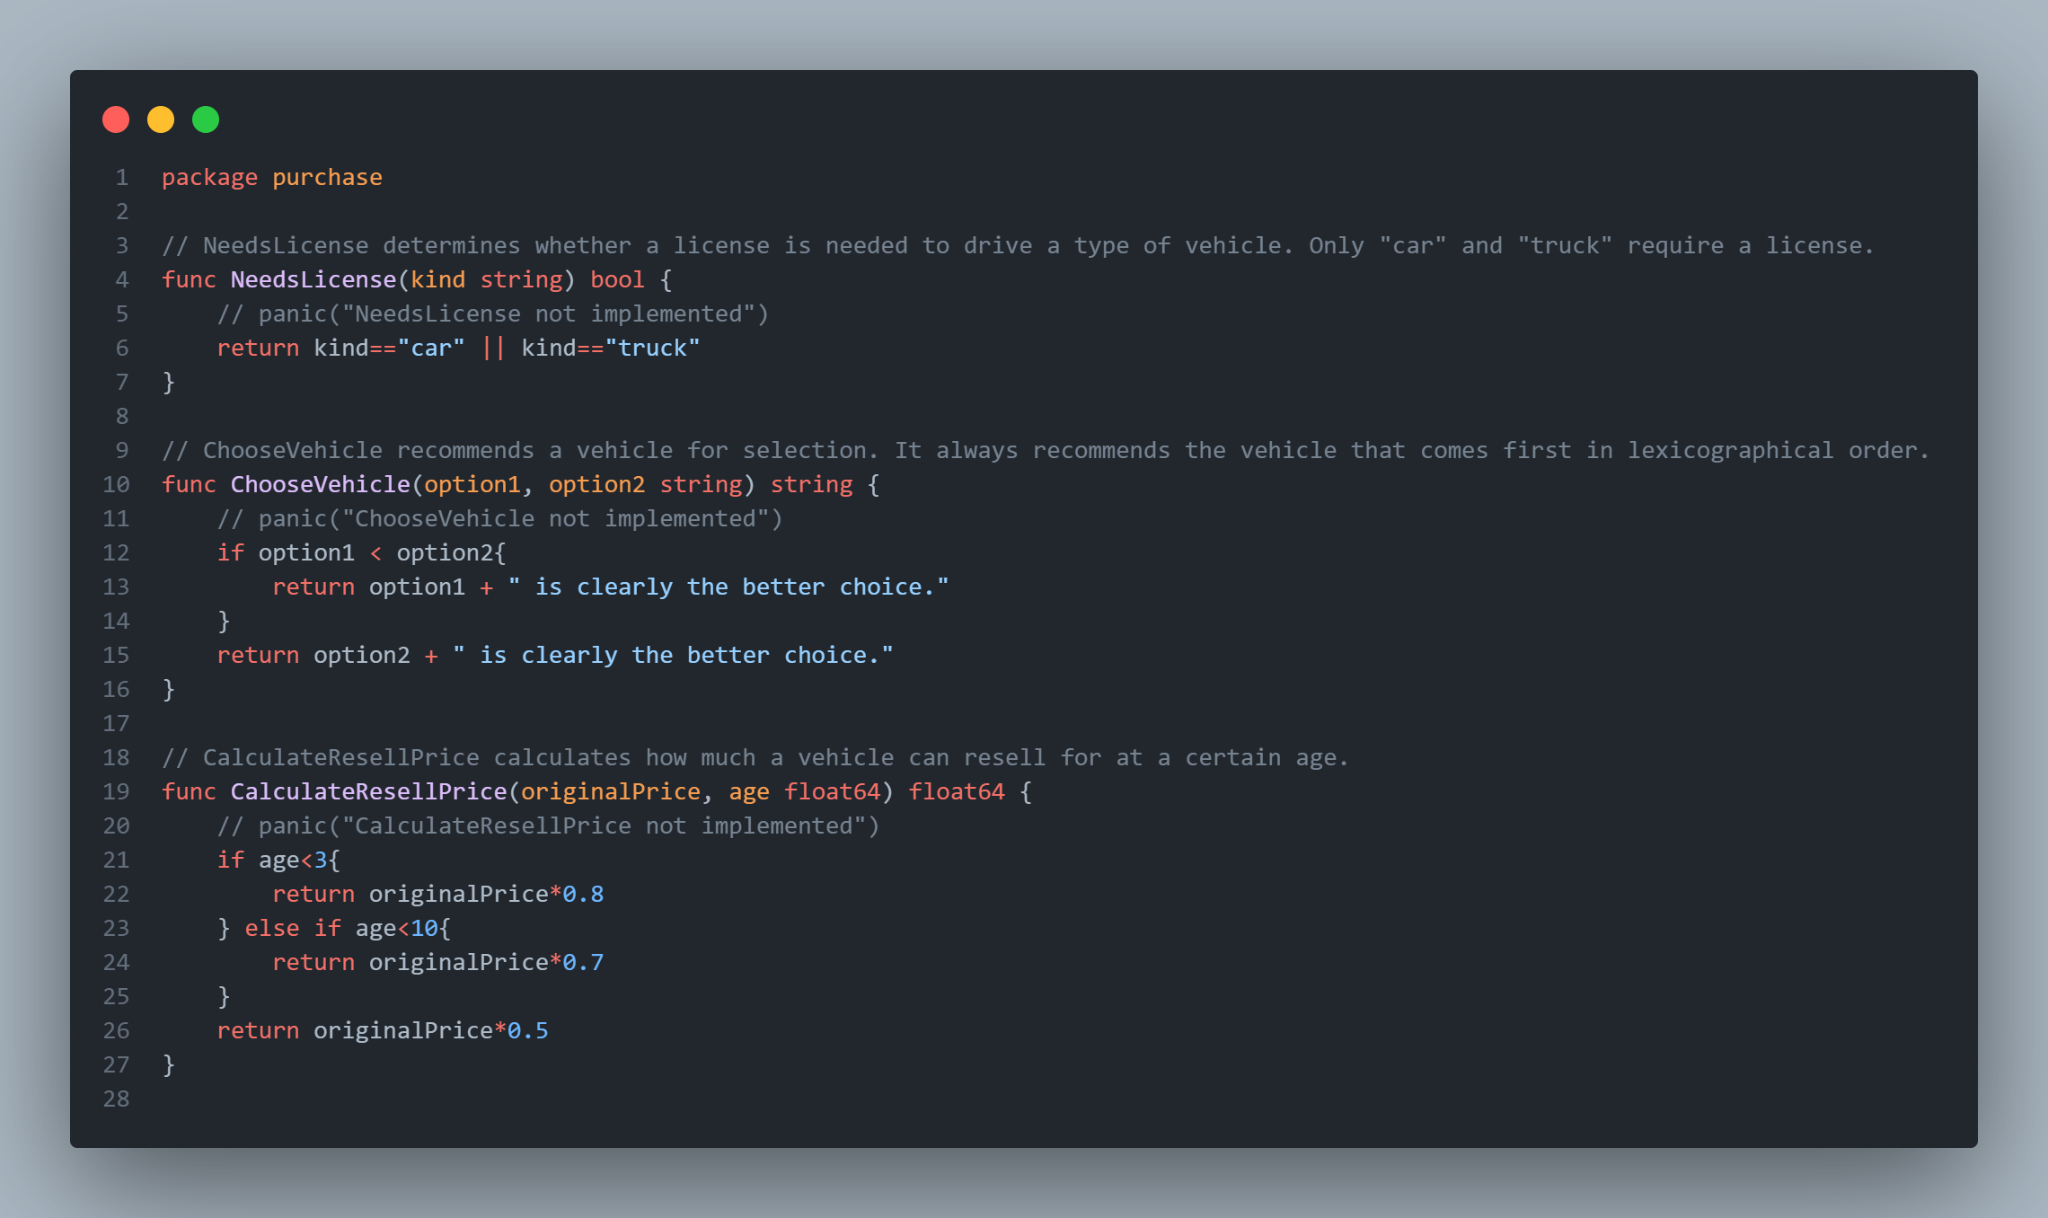 1 package purchase
2
3 // NeedsLicense determines whether a license is needed to drive a type of vehicle. Only "car" and "truck" require a license.
4 func NeedsLicense(kind string) bool {
5     // panic("NeedsLicense not implemented")
6     return kind=="car" || kind=="truck"
7 }
8
9 // ChooseVehicle recommends a vehicle for selection. It always recommends the vehicle that comes first in lexicographical order.
10 func ChooseVehicle(option1, option2 string) string {
11     // panic("ChooseVehicle not implemented")
12     if option1 < option2{
13         return option1 + " is clearly the better choice."
14     }
15     return option2 + " is clearly the better choice."
16 }
17
18 // CalculateResellPrice calculates how much a vehicle can resell for at a certain age.
19 func CalculateResellPrice(originalPrice, age float64) float64 {
20     // panic("CalculateResellPrice not implemented")
21     if age<3{
22         return originalPrice*0.8
23     } else if age<10{
24         return originalPrice*0.7
25     }
26     return originalPrice*0.5
27 }
28